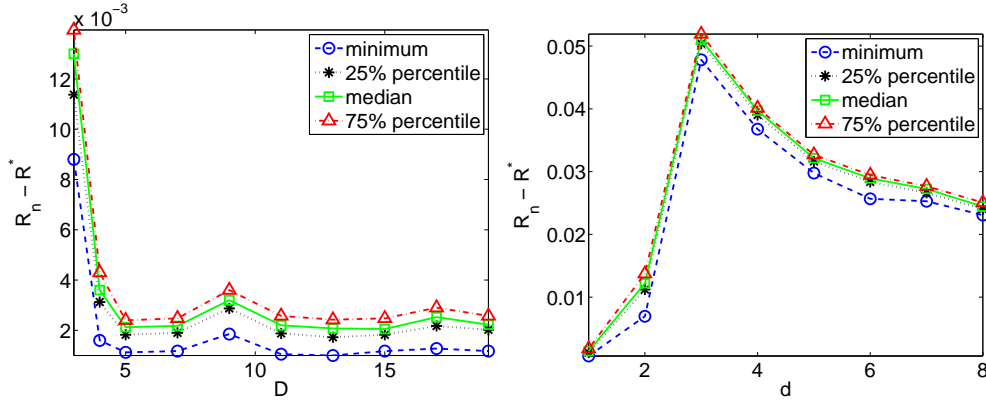 x 10⁻³
12
10
8
6
4
2
5
10
15
D
R_n − R^*
minimum
25% percentile
median
75% percentile
0.05
0.04
0.03
0.02
0.01
2
4
6
8
d
R_n − R^*
minimum
25% percentile
median
75% percentile